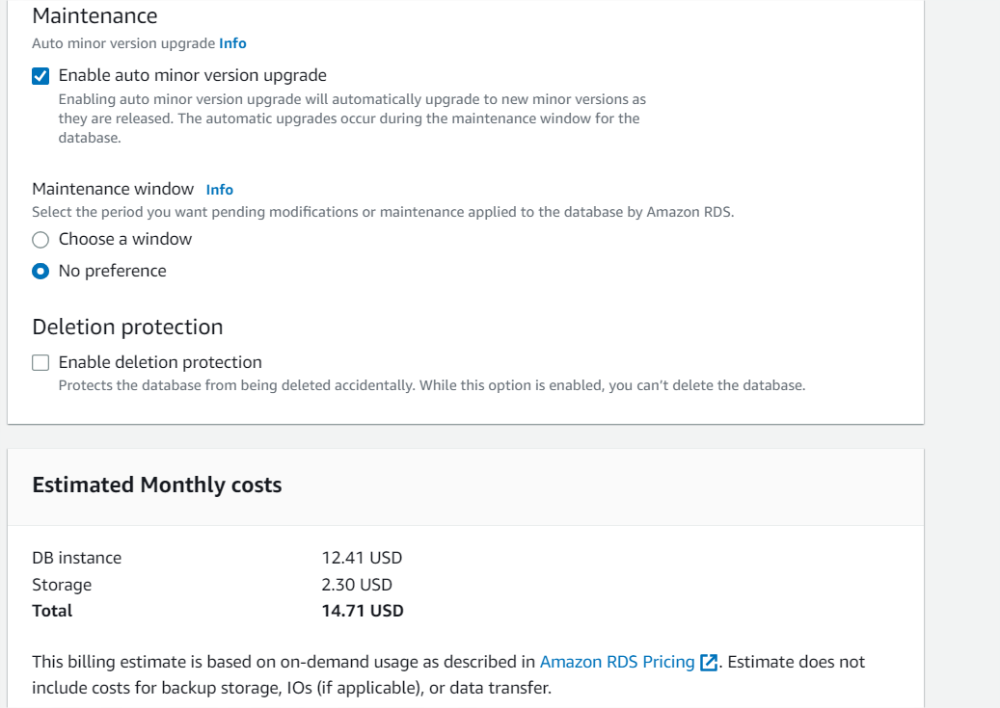 Maintenance
Auto minor version upgrade Info
Enable auto minor version upgrade
Enabling auto minor version upgrade will automatically upgrade to new minor versions as
they are released. The automatic upgrades occur during the maintenance window for the
database.
Maintenance window Info
Select the period you want pending modifications or maintenance applied to the database by Amazon RDS.
Choose a window
No preference
Deletion protection
Enable deletion protection
Protects the database from being deleted accidentally. While this option is enabled, you can’t delete the database.
Estimated Monthly costs
DB instance 12.41 USD
Storage 2.30 USD
Total 14.71 USD
This billing estimate is based on on-demand usage as described in Amazon RDS Pricing. Estimate does not
include costs for backup storage, IOs (if applicable), or data transfer.